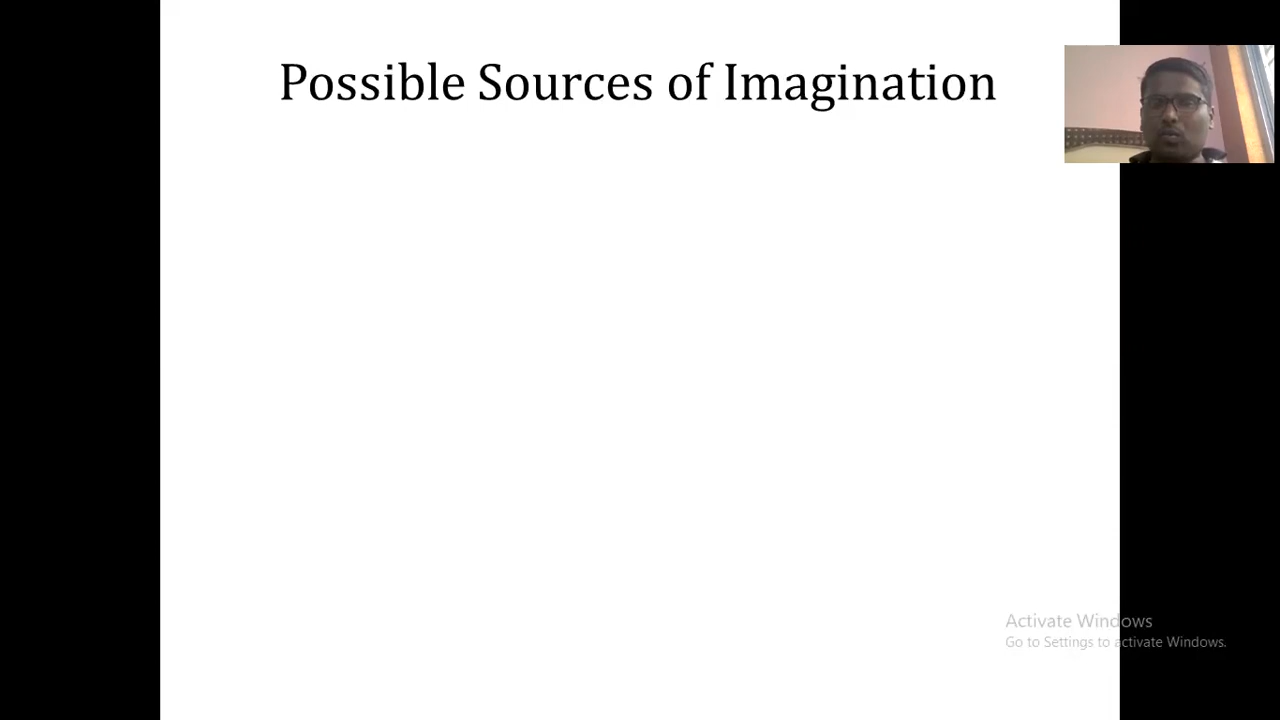 Possible Sources of Imagination
Activate Windows
Go to Settings to activate Windows.